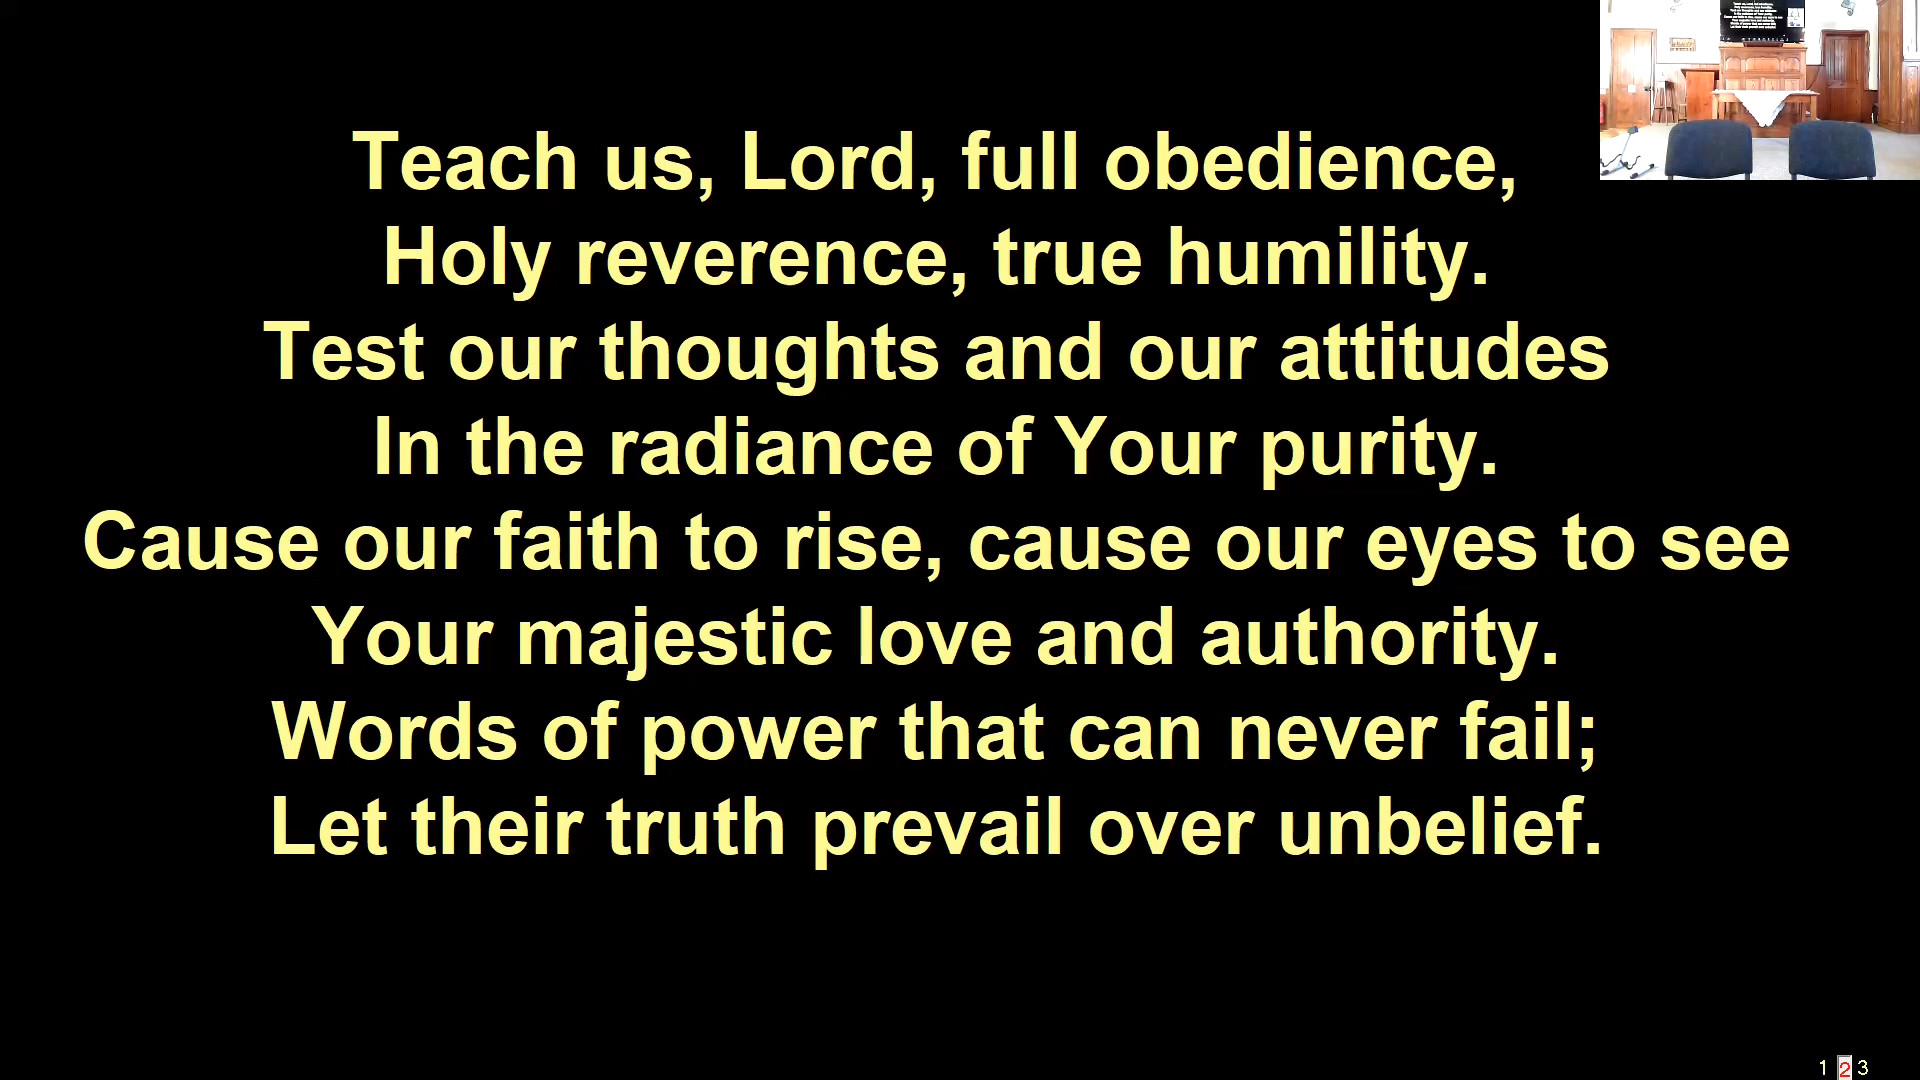 Teach us, Lord, full obedience,
Holy reverence, true humility.
Test our thoughts and our attitudes
In the radiance of Your purity.
Cause our faith to rise, cause our eyes to see
Your majestic love and authority.
Words of power that can never fail;
Let their truth prevail over unbelief.
1 2 3